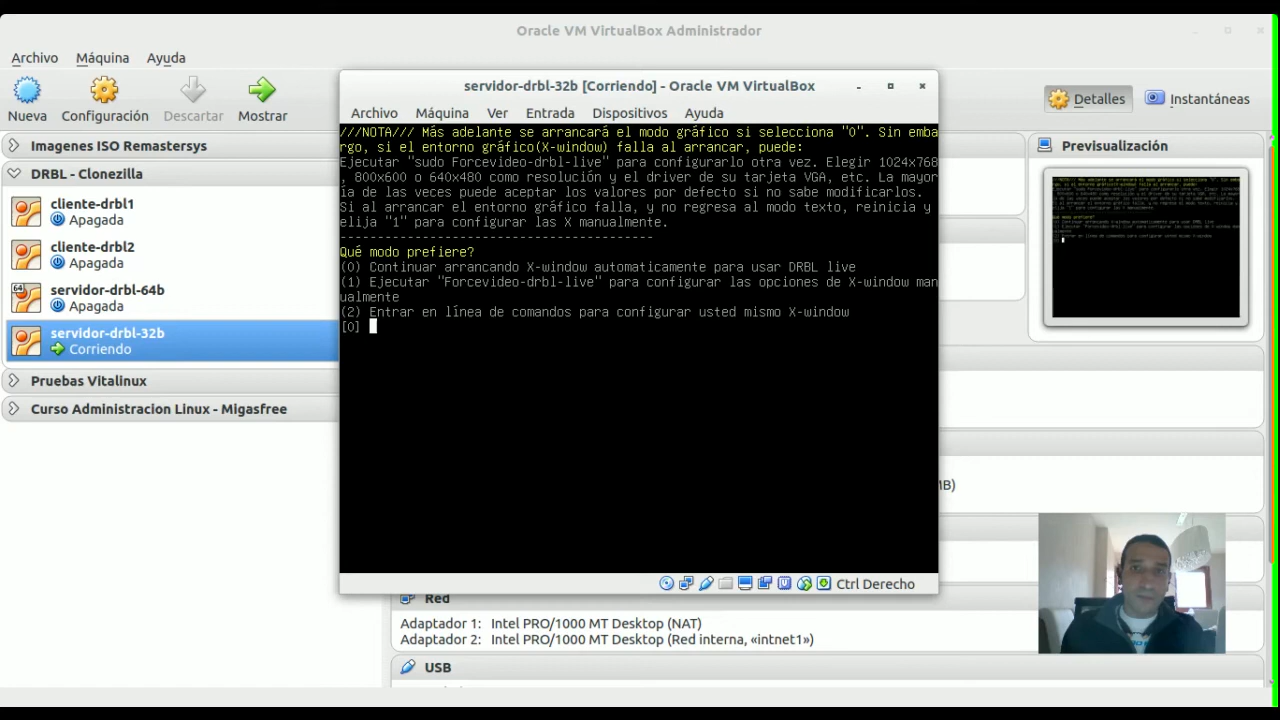 Oracle VM VirtualBox Administrador
Archivo Máquina Ayuda
Nueva Configuración Descartar Mostrar
Detalles Instantáneas
Imagenes ISO Remastersys
DRBL - Clonezilla
cliente-drbl1
Apagada
cliente-drbl2
Apagada
64
servidor-drbl-64b
Apagada
servidor-drbl-32b
Corriendo
Pruebas Vitalinux
Curso Administracion Linux - Migasfree
servidor-drbl-32b [Corriendo] - Oracle VM VirtualBox
Archivo Máquina Ver Entrada Dispositivos Ayuda
///NOTA/// Más adelante se arrancará el modo gráfico si selecciona "0". Sin emba
rgo, si el entorno gráfico(X-window) falla al arrancar, puede:
Ejecutar "sudo Forcevideo-drbl-live" para configurarlo otra vez. Elegir 1024x768
, 800x600 o 640x480 como resolución y el driver de su tarjeta VGA, etc. La mayor
ía de las veces puede aceptar los valores por defecto si no sabe modificarlos.
Si al arrancar el entorno gráfico falla, y no regresa al modo texto, reinicia y
elija "1" para configurar las X manualmente.
------------------------------------------
Qué modo prefiere?
(0) Continuar arrancando X-window automaticamente para usar DRBL live
(1) Ejecutar "Forcevideo-drbl-live" para configurar las opciones de X-window man
ualmente
(2) Entrar en línea de comandos para configurar usted mismo X-window
[0]
Ctrl Derecho
Previsualización
MB)
Red
Adaptador 1: Intel PRO/1000 MT Desktop (NAT)
Adaptador 2: Intel PRO/1000 MT Desktop (Red interna, «intnet1»)
USB